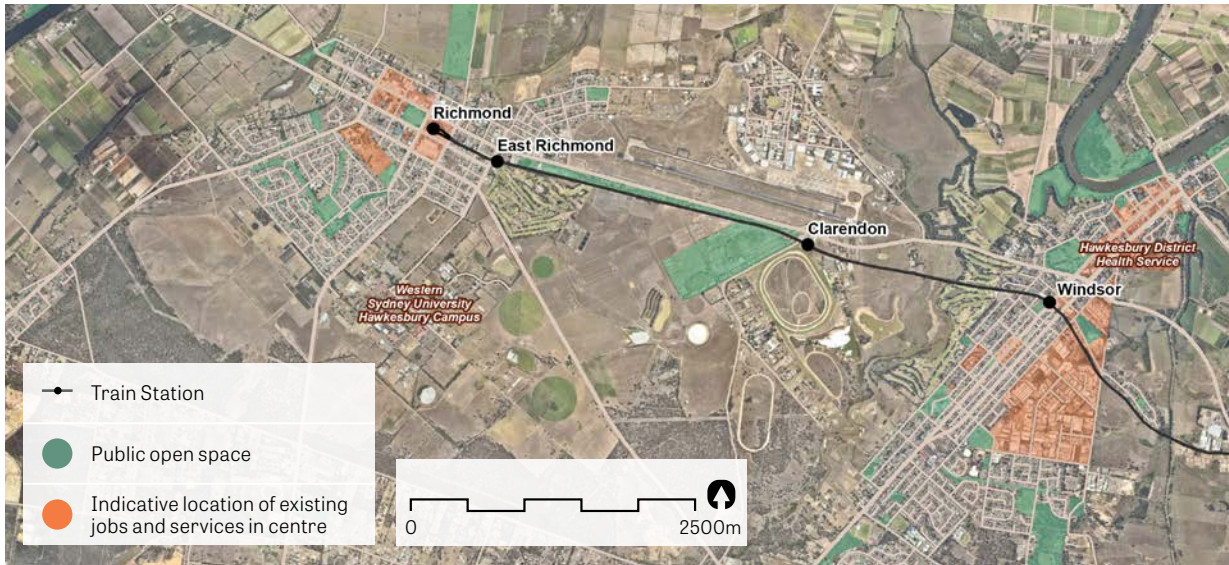 Richmond
East Richmond
Clarendon
Hawkesbury District
Health Service
Windsor
Western
Sydney University
Hawkesbury Campus
Train Station
Public open space
Indicative location of existing
jobs and services in centre
0
2500m